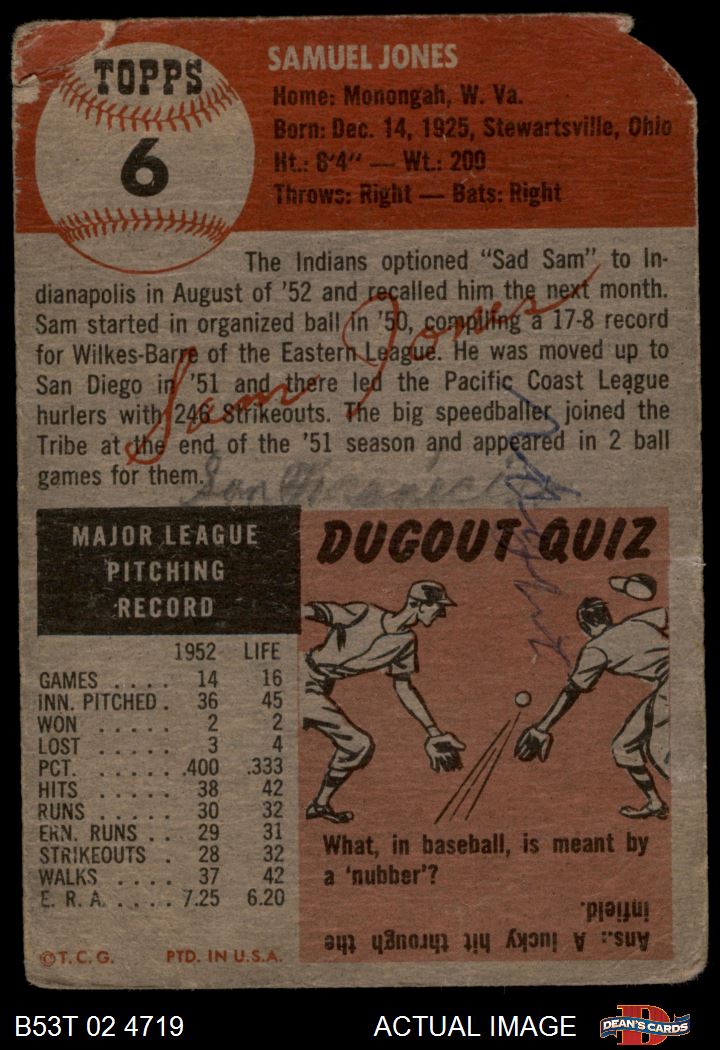 TOPPS
6
SAMUEL JONES
Home: Monongah, W. Va.
Born: Dec. 14, 1925, Stewartsville, Ohio
Ht.: 6'4" — Wt.: 200
Throws: Right — Bats: Right
The Indians optioned "Sad Sam" to In-
dianapolis in August of '52 and recalled him the next month.
Sam started in organized ball in '50, compiling a 17-8 record
for Wilkes-Barre of the Eastern League. He was moved up to
San Diego in '51 and there led the Pacific Coast League
hurlers with 246 Strikeouts. The big speedballer joined the
Tribe at the end of the '51 season and appeared in 2 ball
games for them.
Sam Jones
San
MAJOR LEAGUE
PITCHING
RECORD
1952 LIFE
GAMES . . . . 14 16
INN. PITCHED . 36 45
WON . . . . . 2 2
LOST . . . . . 3 4
PCT. . . . . . .400 .333
HITS . . . . . 38 42
RUNS . . . . . 30 32
ERN. RUNS . . 29 31
STRIKEOUTS . 28 32
WALKS . . . . 37 42
E. R. A. . . . . 7.25 6.20
©T.C.G. PTD. IN U.S.A.
DUGOUT QUIZ
What, in baseball, is meant by
a 'nubber'?
Ans.: A lucky hit through the
infield.
B53T 02 4719
ACTUAL IMAGE
D
DEAN'S CARDS